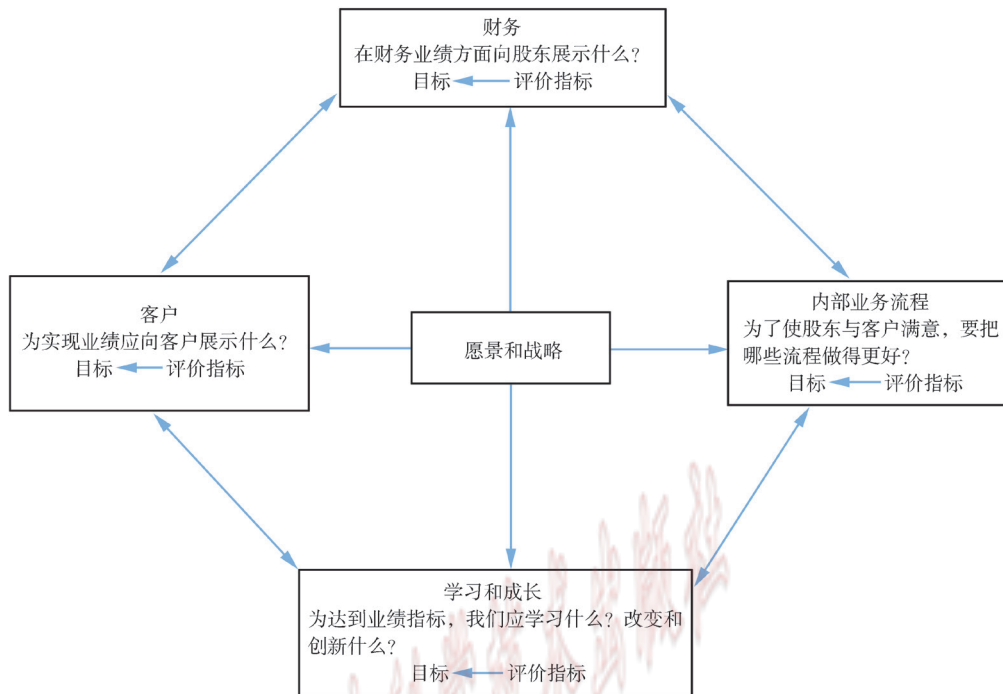 财务
在财务业绩方面向股东展示什么?
目标 评价指标
客户
为实现业绩应向客户展示什么?
目标 评价指标
愿景和战略
内部业务流程
为了使股东与客户满意，要把
哪些流程做得更好?
目标 评价指标
学习和成长
为达到业绩指标，我们应学习什么? 改变和
创新什么?
目标 评价指标